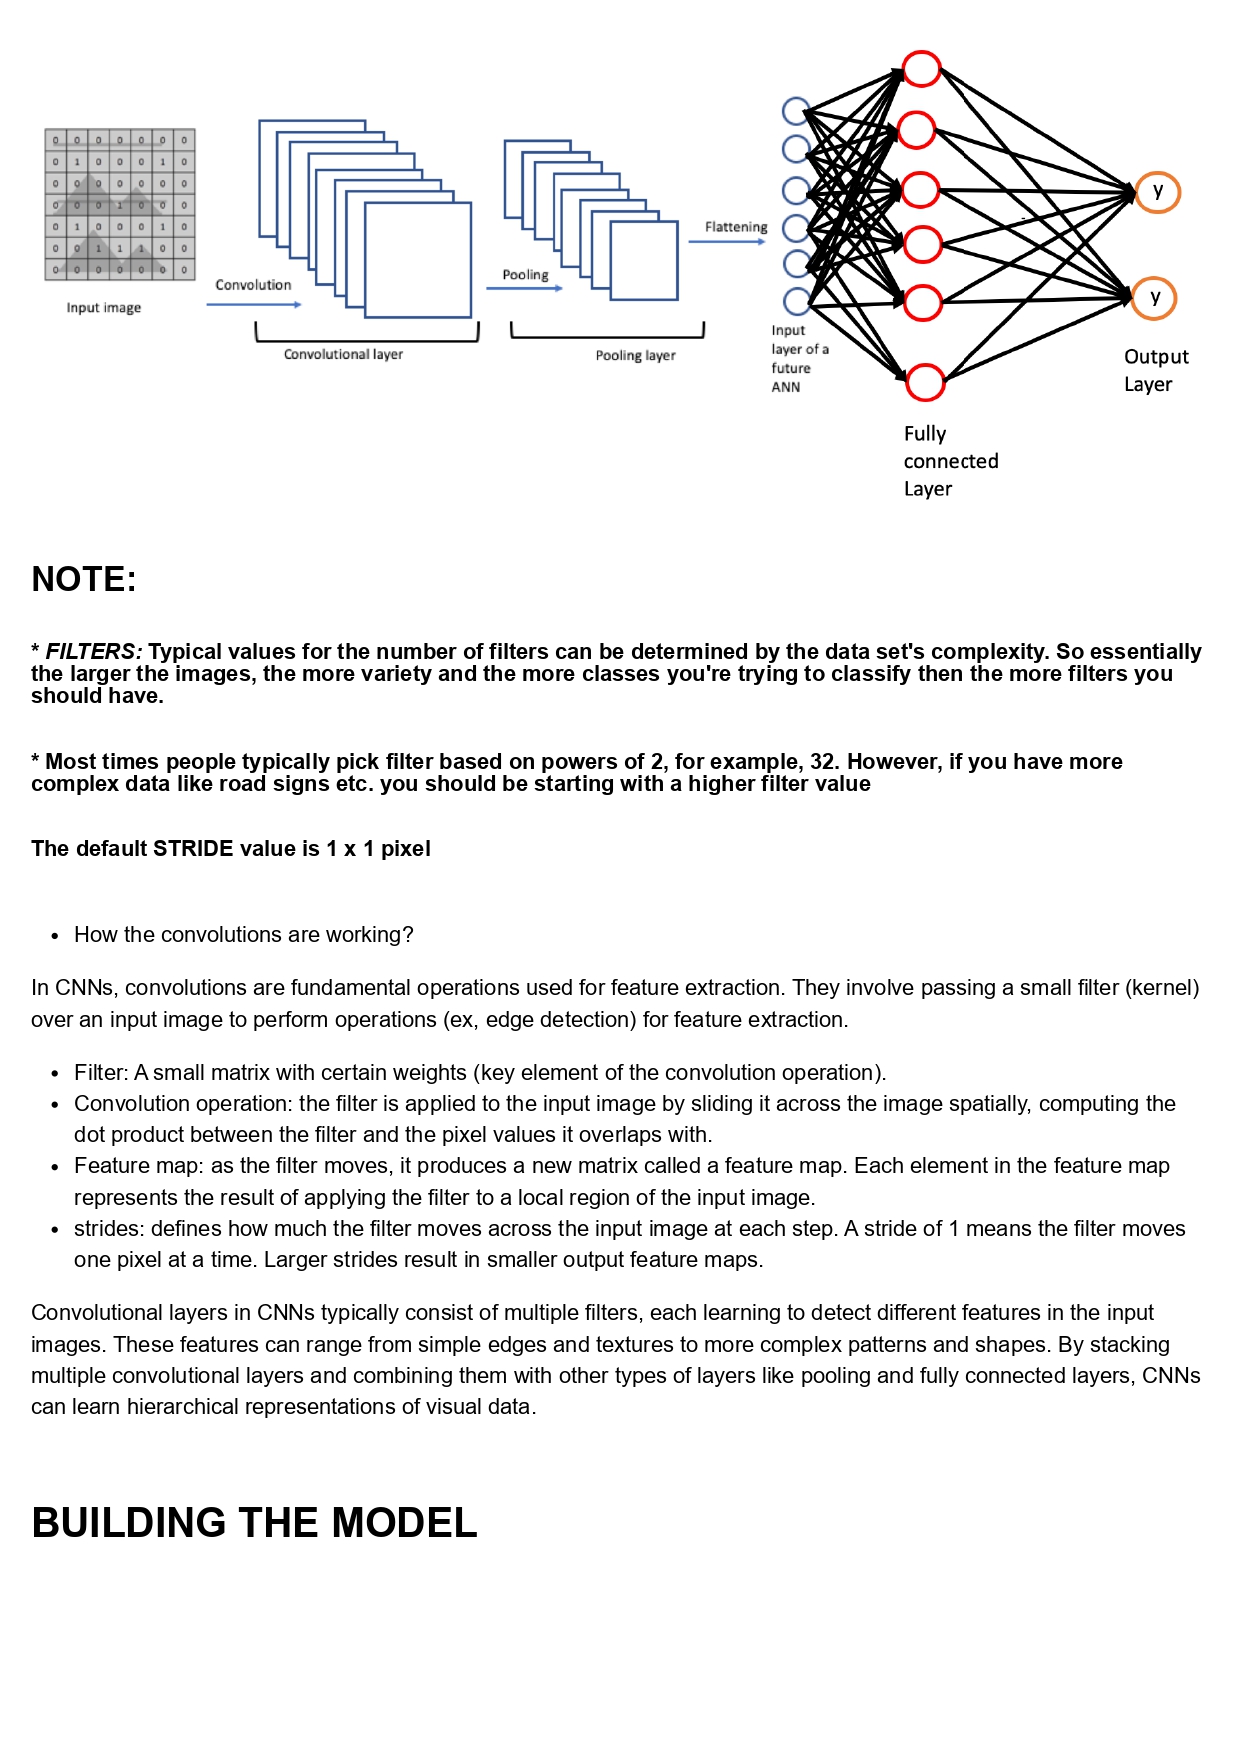 0 0 0 0 0 0 0
0 1 0 0 0 1 0
0 0 0 0 0 0 0
0 0 0 1 0 0 0
0 1 0 0 0 1 0
0 0 1 1 1 0 0
0 0 0 0 0 0 0
Input image
Convolution
Convolutional layer
Pooling
Pooling layer
Flattening
Input
layer of a
future
ANN
Fully
connected
Layer
y
y
Output
Layer
NOTE:
* FILTERS: Typical values for the number of filters can be determined by the data set's complexity. So essentially
the larger the images, the more variety and the more classes you're trying to classify then the more filters you
should have.
* Most times people typically pick filter based on powers of 2, for example, 32. However, if you have more
complex data like road signs etc. you should be starting with a higher filter value
The default STRIDE value is 1 x 1 pixel
• How the convolutions are working?
In CNNs, convolutions are fundamental operations used for feature extraction. They involve passing a small filter (kernel)
over an input image to perform operations (ex, edge detection) for feature extraction.
• Filter: A small matrix with certain weights (key element of the convolution operation).
• Convolution operation: the filter is applied to the input image by sliding it across the image spatially, computing the
dot product between the filter and the pixel values it overlaps with.
• Feature map: as the filter moves, it produces a new matrix called a feature map. Each element in the feature map
represents the result of applying the filter to a local region of the input image.
• strides: defines how much the filter moves across the input image at each step. A stride of 1 means the filter moves
one pixel at a time. Larger strides result in smaller output feature maps.
Convolutional layers in CNNs typically consist of multiple filters, each learning to detect different features in the input
images. These features can range from simple edges and textures to more complex patterns and shapes. By stacking
multiple convolutional layers and combining them with other types of layers like pooling and fully connected layers, CNNs
can learn hierarchical representations of visual data.
BUILDING THE MODEL